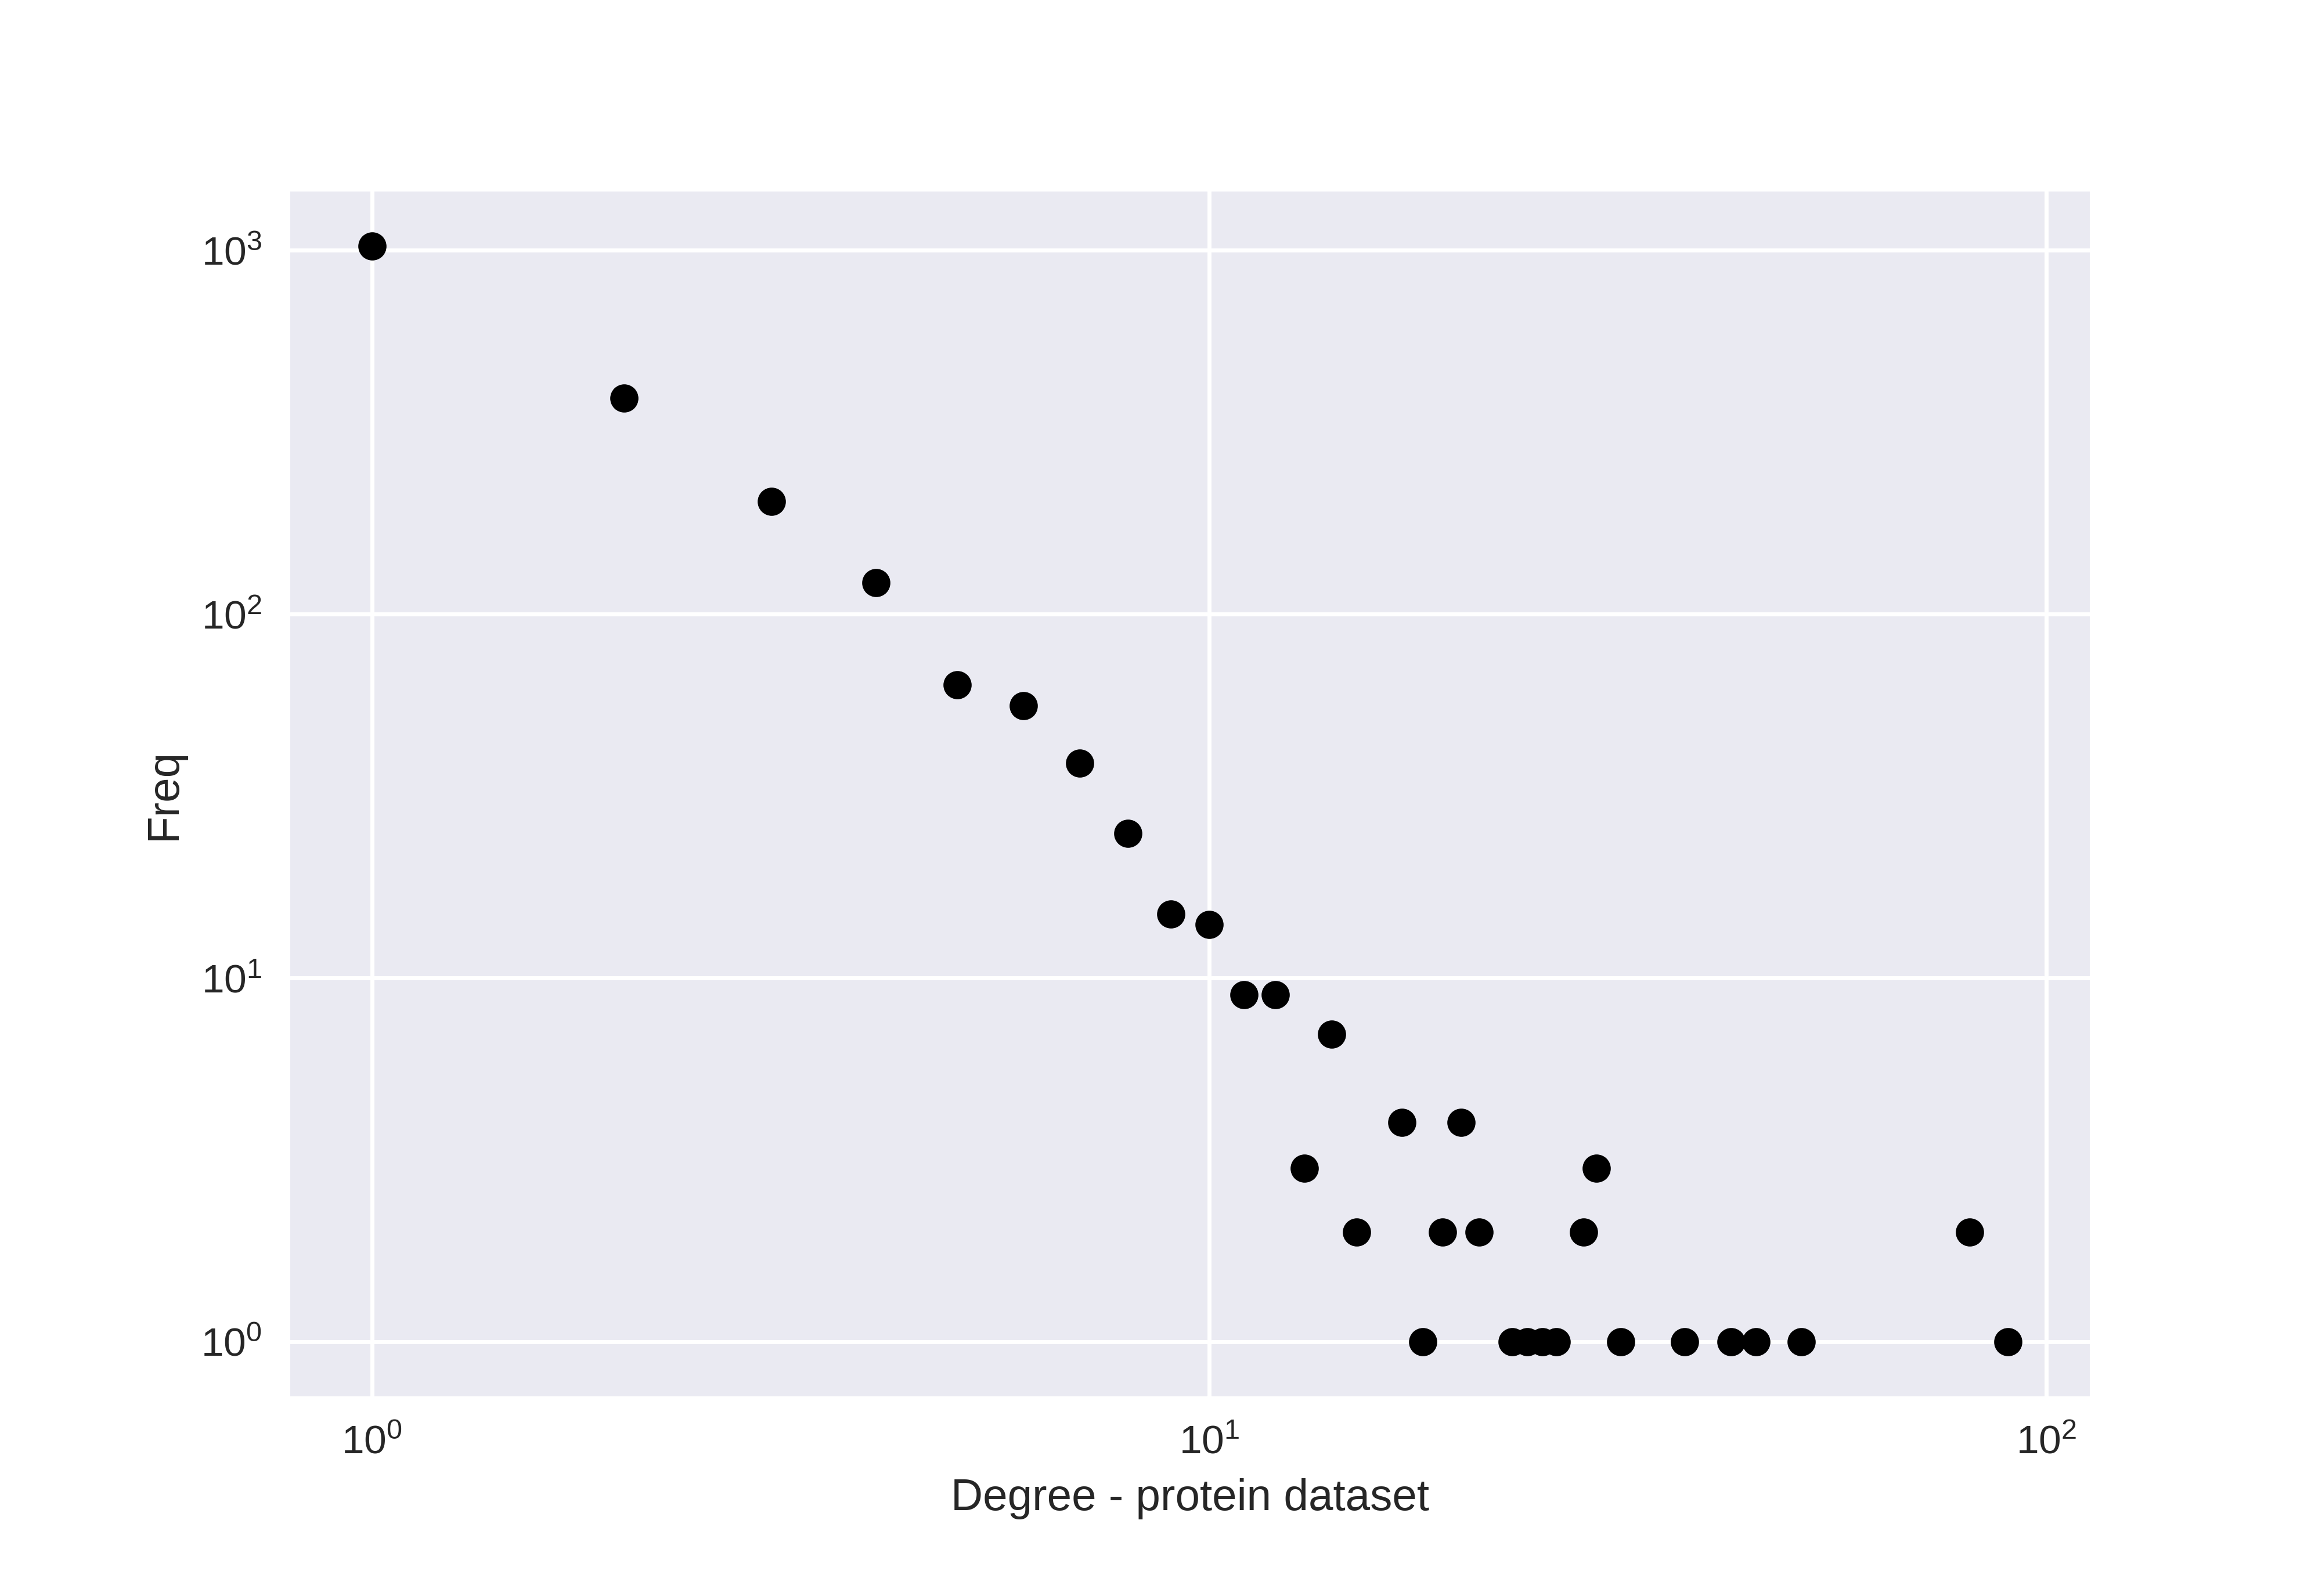 10³
10²
10¹
10⁰
Freq
10⁰ 10¹ 10²
Degree - protein dataset